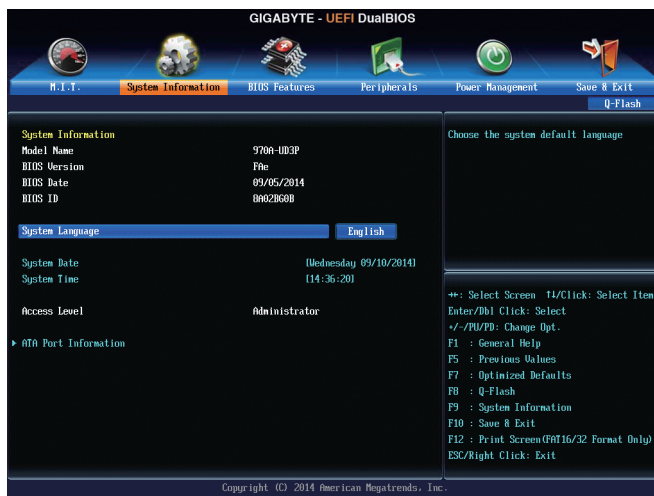 GIGABYTE - UEFI DualBIOS
M.I.T. System Information BIOS Features Peripherals Power Management Save & Exit
Q-Flash
System Information
Model Name 970A-UD3P
BIOS Version FAe
BIOS Date 09/05/2014
BIOS ID 8A02BG0B
System Language English
System Date [Wednesday 09/10/2014]
System Time [14:36:20]
Access Level Administrator
ATA Port Information
Choose the system default language
→←: Select Screen ↑↓/Click: Select Item
Enter/Dbl Click: Select
+/-/PU/PD: Change Opt.
F1 : General Help
F5 : Previous Values
F7 : Optimized Defaults
F8 : Q-Flash
F9 : System Information
F10 : Save & Exit
F12 : Print Screen(FAT16/32 Format Only)
ESC/Right Click: Exit
Copyright (C) 2014 American Megatrends, Inc.